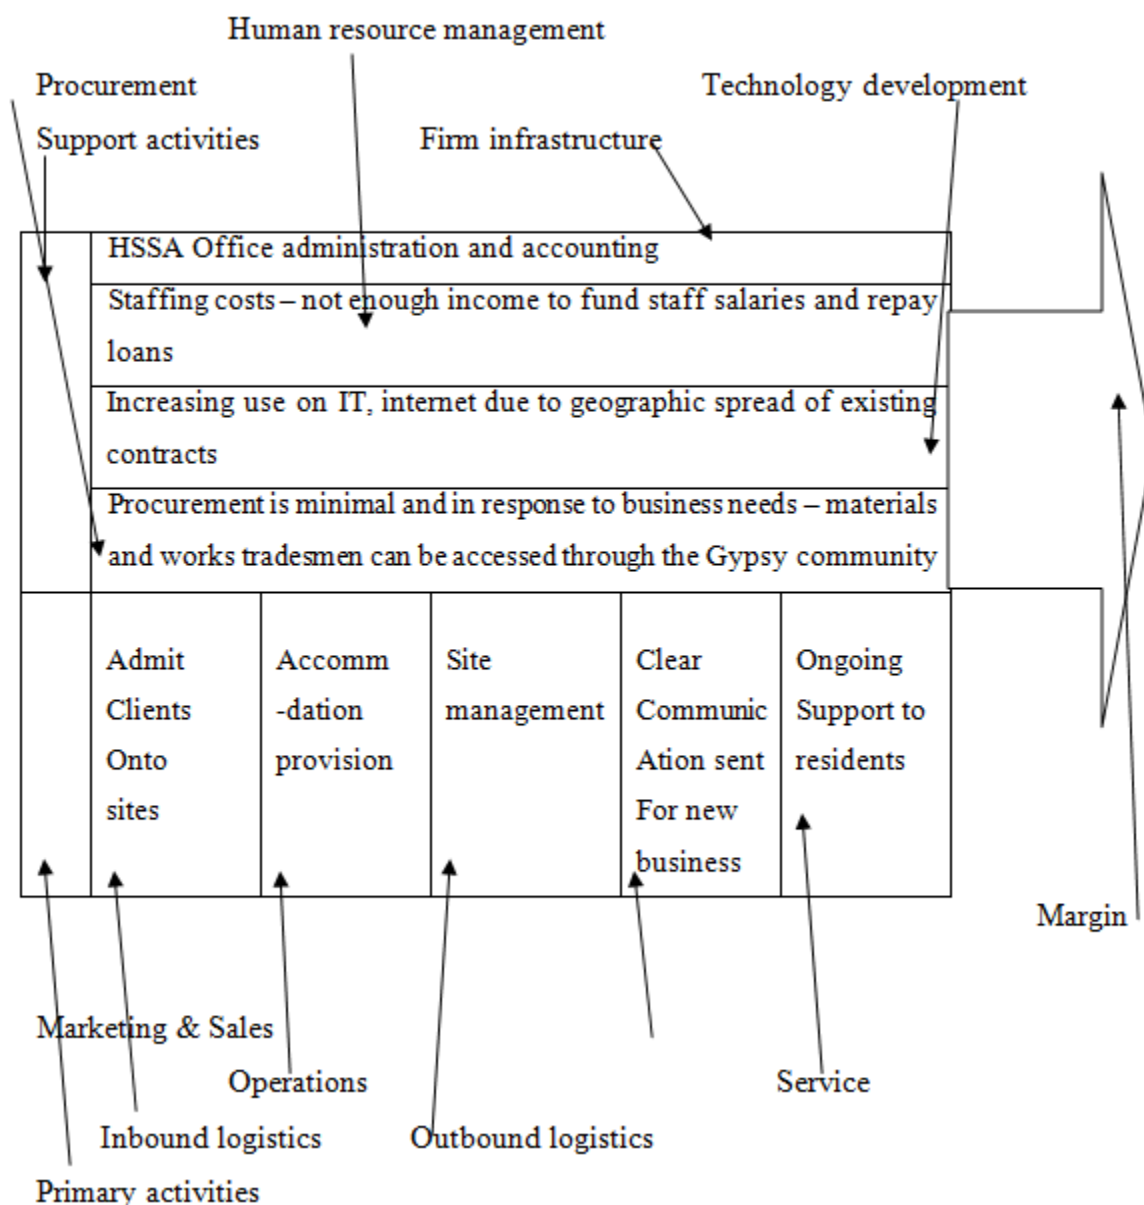 Human resource management
Procurement
Technology development
Support activities
Firm infrastructure
HSSA Office administration and accounting
Staffing costs – not enough income to fund staff salaries and repay
loans
Increasing use on IT, internet due to geographic spread of existing
contracts
Procurement is minimal and in response to business needs – materials
and works tradesmen can be accessed through the Gypsy community
Admit
Clients
Onto
sites
Accomm
-dation
provision
Site
management
Clear
Communic
Ation sent
For new
business
Ongoing
Support to
residents
Margin
Marketing & Sales
Operations
Service
Inbound logistics
Outbound logistics
Primary activities